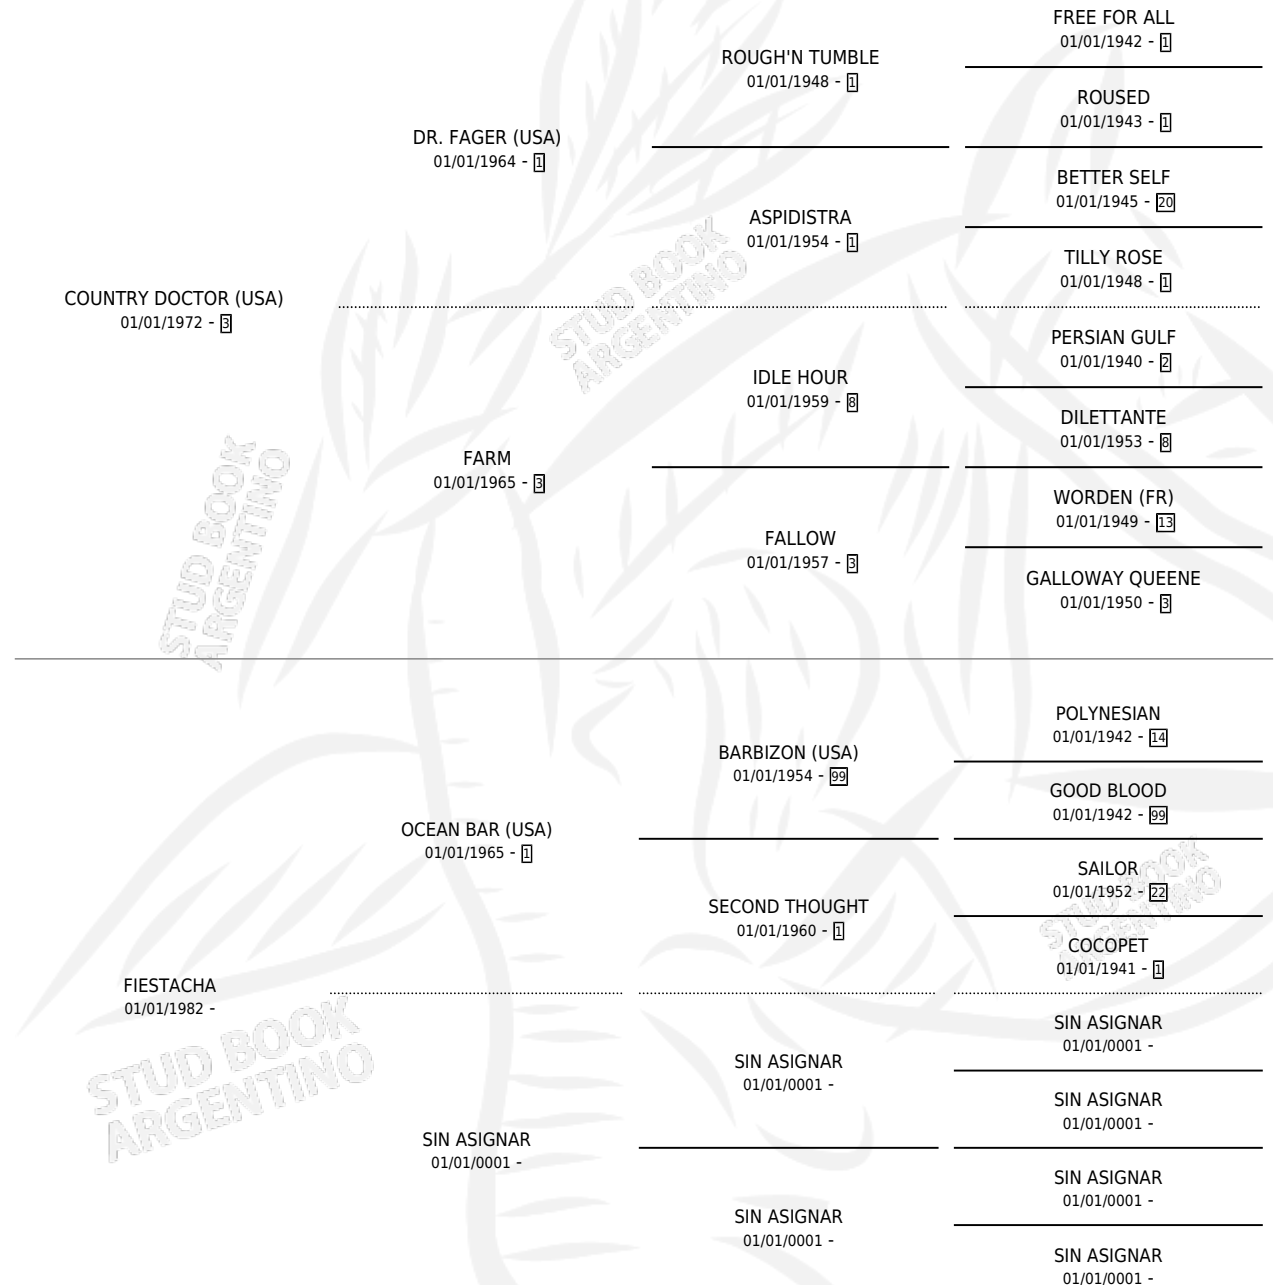 FREE FOR ALL
01/01/1942 - 1
ROUGH'N TUMBLE
01/01/1948 - 1
ROUSED
01/01/1943 - 1
DR. FAGER (USA)
01/01/1964 - 1
BETTER SELF
01/01/1945 - 20
ASPIDISTRA
01/01/1954 - 1
TILLY ROSE
01/01/1948 - 1
COUNTRY DOCTOR (USA)
01/01/1972 - 3
PERSIAN GULF
01/01/1940 - 2
IDLE HOUR
01/01/1959 - 8
DILETTANTE
01/01/1953 - 8
FARM
01/01/1965 - 3
WORDEN (FR)
01/01/1949 - 13
FALLOW
01/01/1957 - 3
GALLOWAY QUEENE
01/01/1950 - 3
POLYNESIAN
01/01/1942 - 14
BARBIZON (USA)
01/01/1954 - 99
GOOD BLOOD
01/01/1942 - 99
OCEAN BAR (USA)
01/01/1965 - 1
SAILOR
01/01/1952 - 22
SECOND THOUGHT
01/01/1960 - 1
COCOPET
01/01/1941 - 1
FIESTACHA
01/01/1982 -
SIN ASIGNAR
01/01/0001 -
SIN ASIGNAR
01/01/0001 -
SIN ASIGNAR
01/01/0001 -
SIN ASIGNAR
01/01/0001 -
SIN ASIGNAR
01/01/0001 -
SIN ASIGNAR
01/01/0001 -
SIN ASIGNAR
01/01/0001 -
STUD BOOK
ARGENTINO
STUD BOOK
ARGENTINO
STUD BOOK
ARGENTINO
STUD BOOK
ARGENTINO